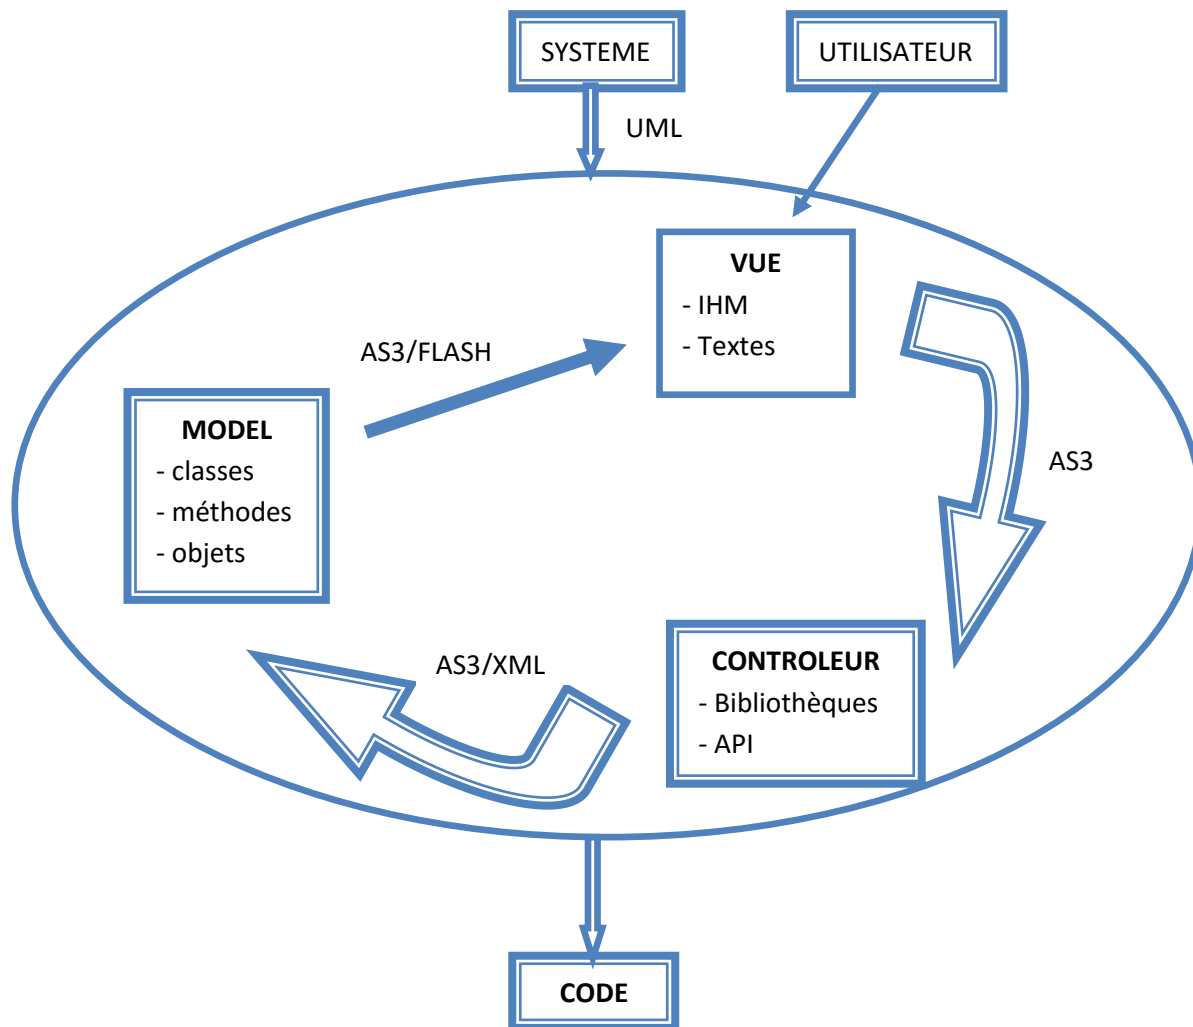 SYSTEME
UTILISATEUR
UML
VUE
- IHM
- Textes
AS3/FLASH
MODEL
- classes
- méthodes
- objets
AS3
AS3/XML
CONTROLEUR
- Bibliothèques
- API
CODE